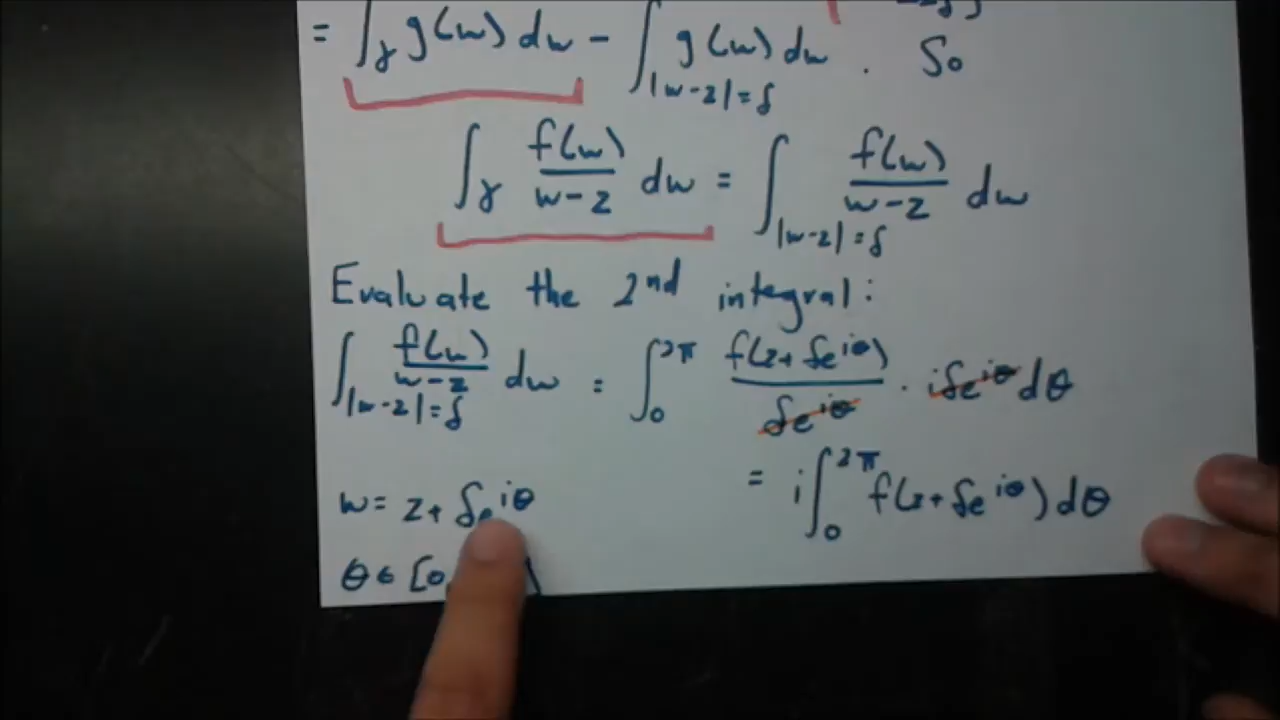 = ∫_γ g(w) dw - ∫_{|w-z|=δ} g(w) dw. So
∫_γ f(w)/(w-z) dw = ∫_{|w-z|=δ} f(w)/(w-z) dw
Evaluate the 2nd integral:
∫_{|w-z|=δ} f(w)/(w-z) dw = ∫_0^{2π} f(z+δe^{iθ})/(δe^{iθ}) · iδe^{iθ} dθ
= i∫_0^{2π} f(z+δe^{iθ}) dθ
w = z+ δe^{iθ}
θ ∈ [0,